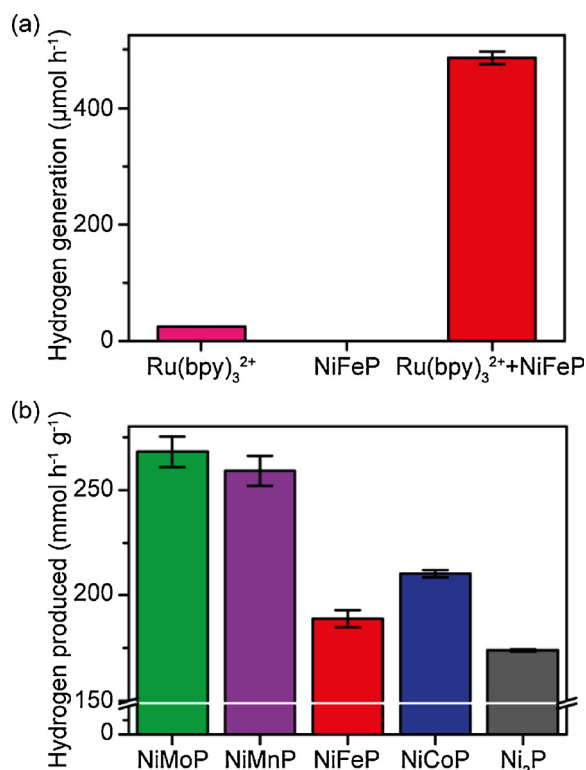 (a)
Hydrogen generation (µmol h⁻¹)
400
200
0
Ru(bpy)₃²⁺ NiFeP Ru(bpy)₃²⁺+NiFeP
(b)
Hydrogen produced (mmol h⁻¹ g⁻¹)
250
200
150
0
NiMoP NiMnP NiFeP NiCoP Ni₂P